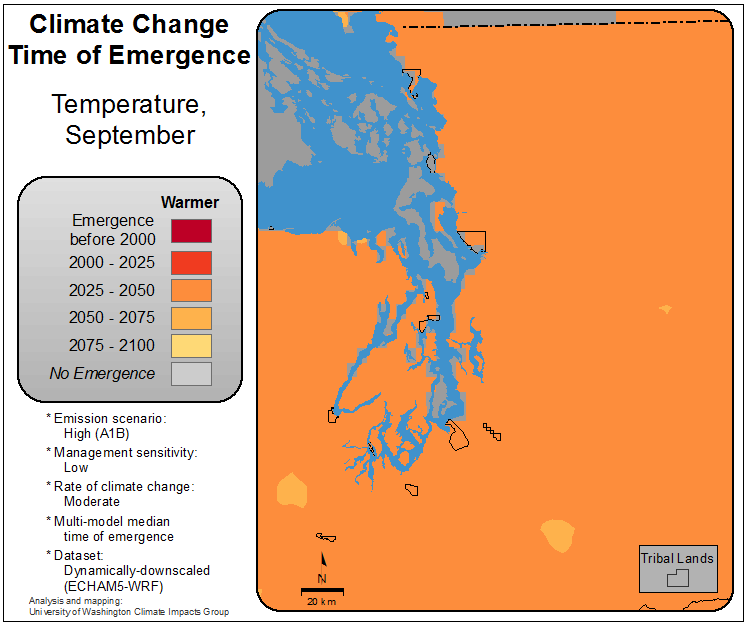 Climate Change
Time of Emergence
Temperature,
September
Warmer
Emergence
before 2000
2000 - 2025
2025 - 2050
2050 - 2075
2075 - 2100
No Emergence
* Emission scenario:
High (A1B)
* Management sensitivity:
Low
* Rate of climate change:
Moderate
* Multi-model median
time of emergence
* Dataset:
Dynamically-downscaled
(ECHAM5-WRF)
Analysis and mapping:
University of Washington Climate Impacts Group
N
20 km
Tribal Lands